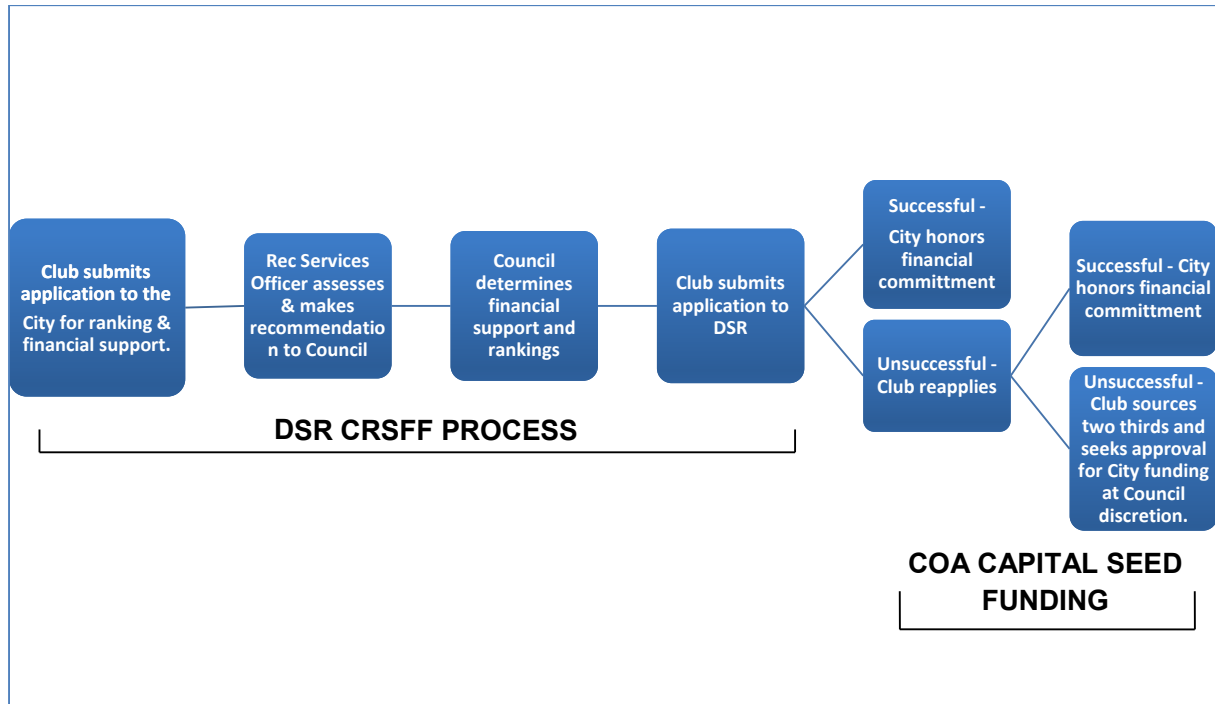 Club submits
application to the
City for ranking &
financial support.
Rec Services
Officer assesses
& makes
recommendatio
n to Council
Council
determines
financial
support and
rankings
Club submits
application to
DSR
Successful -
City honors
financial
committment
Unsuccessful -
Club reapplies
Successful - City
honors financial
committment
Unsuccessful -
Club sources
two thirds and
seeks approval
for City funding
at Council
discretion.
DSR CRSFF PROCESS
COA CAPITAL SEED
FUNDING